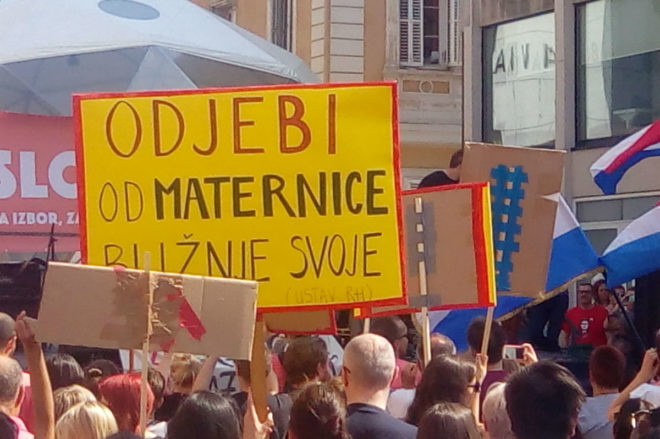 ODJEBI
OD MATERNICE
BLIŽNJE SVOJE
(USTAV RH)
SLO
A IZBOR, ZA